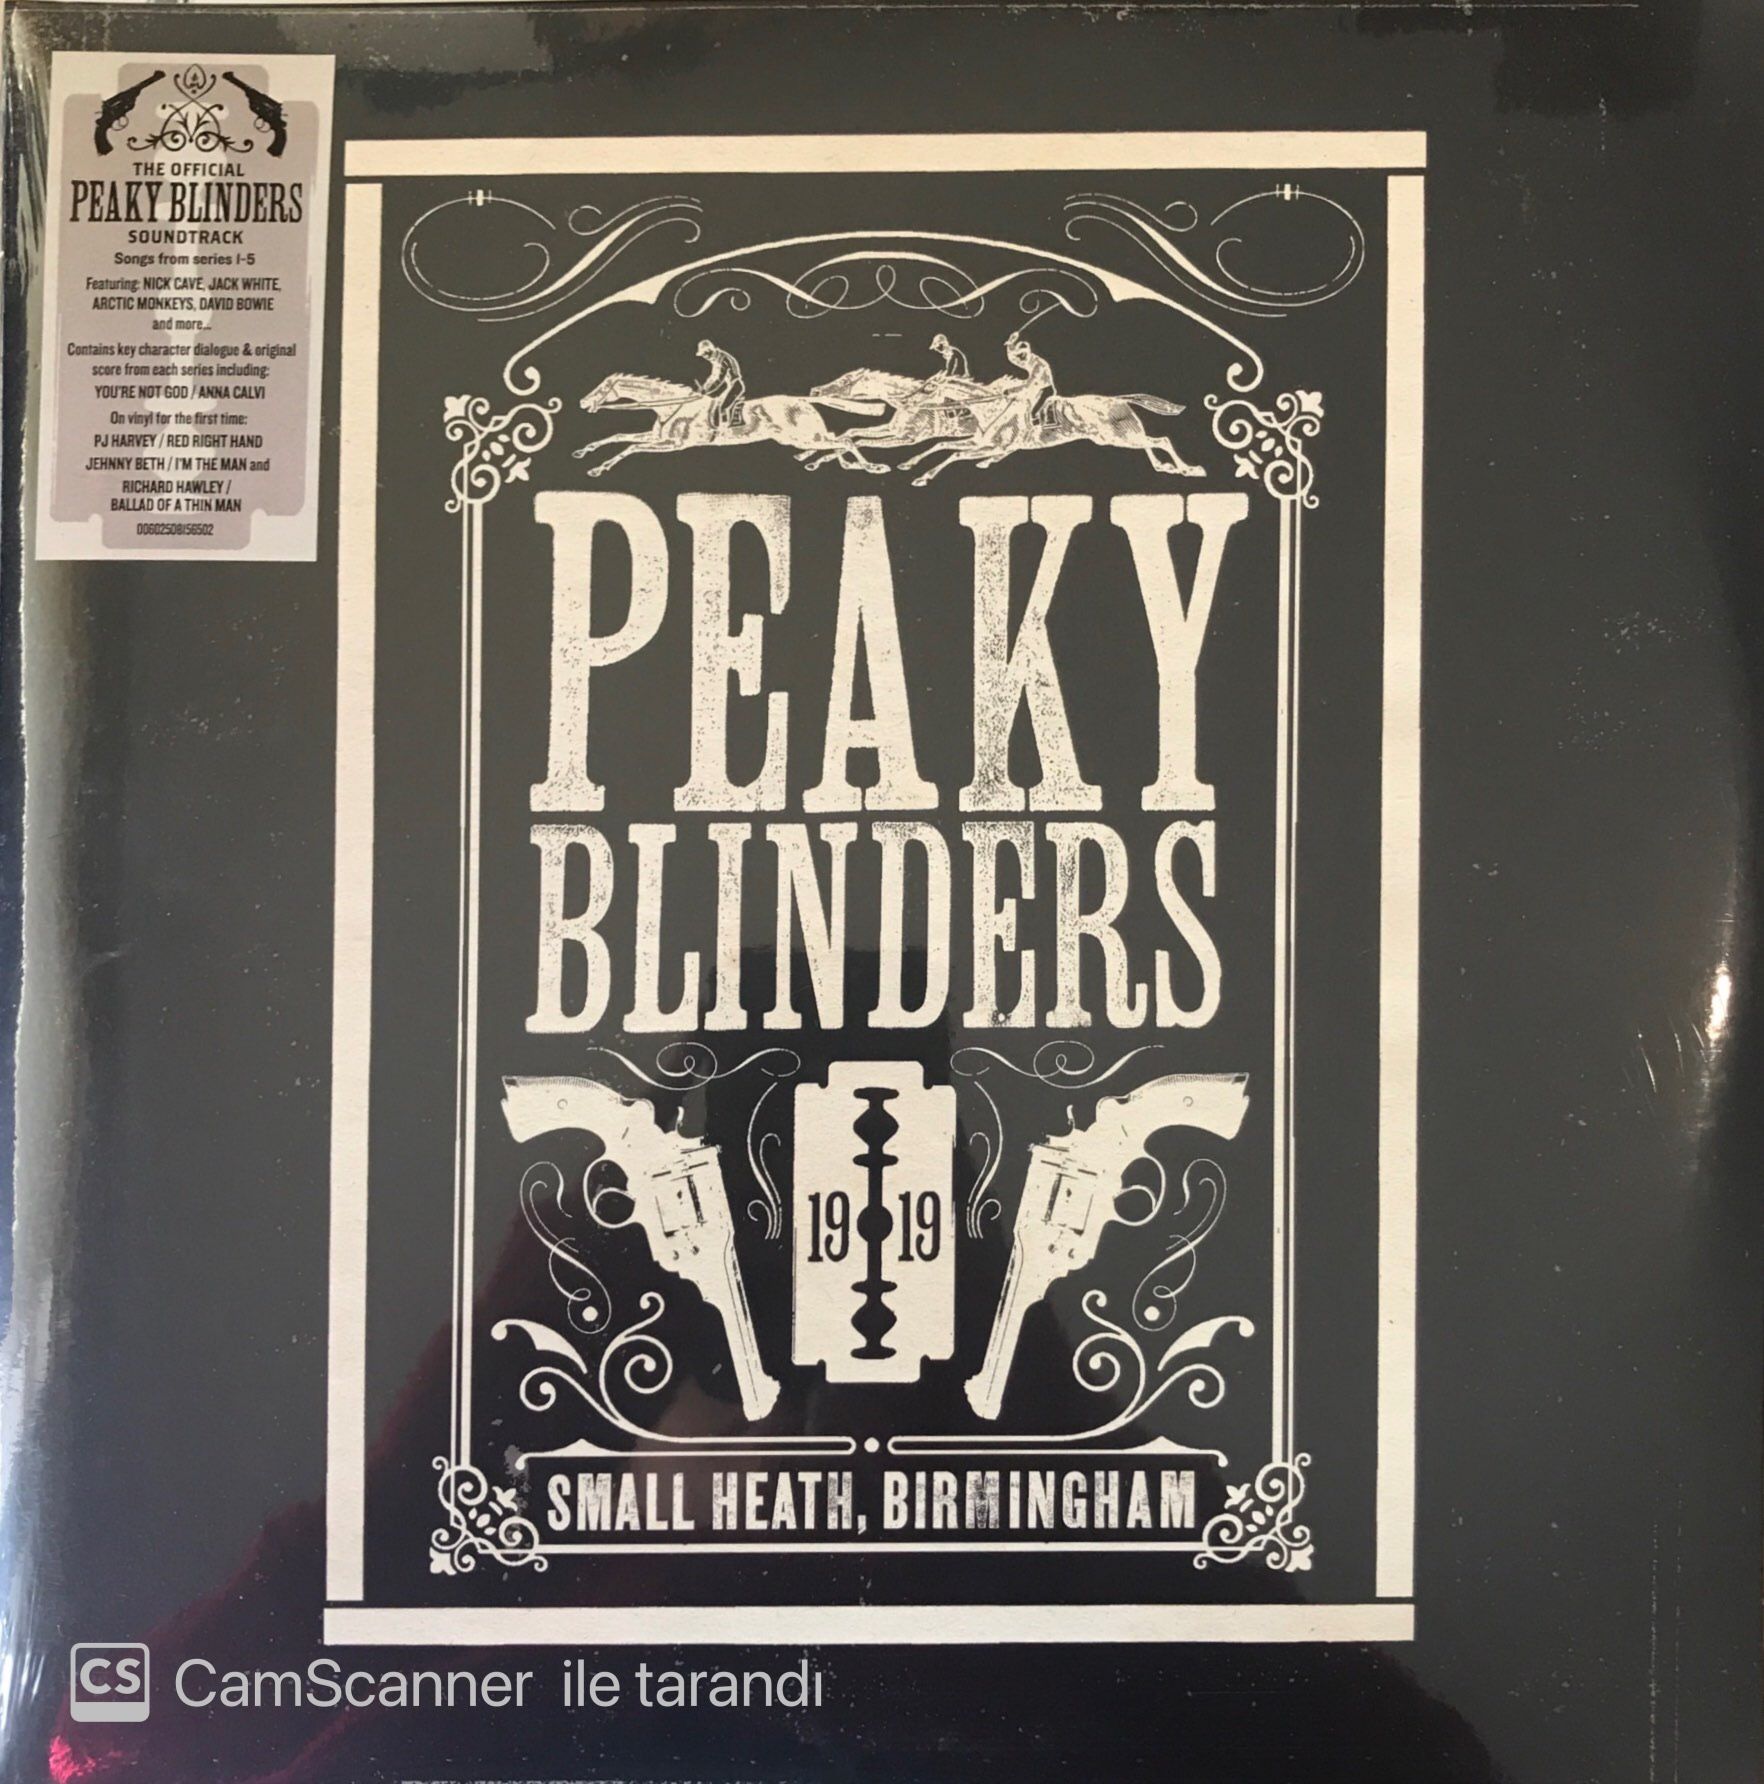 THE OFFICIAL
PEAKY BLINDERS
SOUNDTRACK
Songs from series 1-5
Featuring: NICK CAVE, JACK WHITE,
ARCTIC MONKEYS, DAVID BOWIE
and more...
Contains key character dialogue & original
score from each series including:
YOU'RE NOT GOD / ANNA CALVI
On vinyl for the first time:
PJ HARVEY / RED RIGHT HAND
JEHNNY BETH / I'M THE MAN and
RICHARD HAWLEY /
BALLAD OF A THIN MAN
00602508156502
PEAKY
BLINDERS
19 19
SMALL HEATH, BIRMINGHAM
CS CamScanner ile tarandı